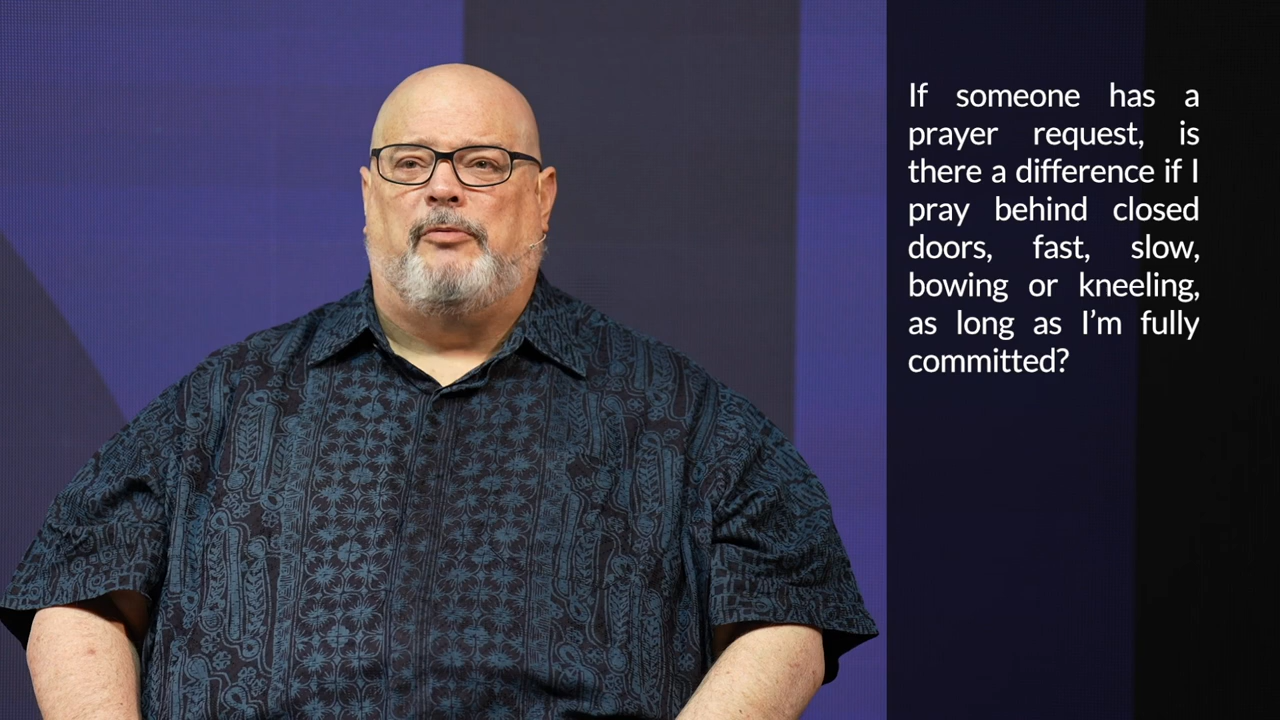 If someone has a
prayer request, is
there a difference if I
pray behind closed
doors, fast, slow,
bowing or kneeling,
as long as I’m fully
committed?